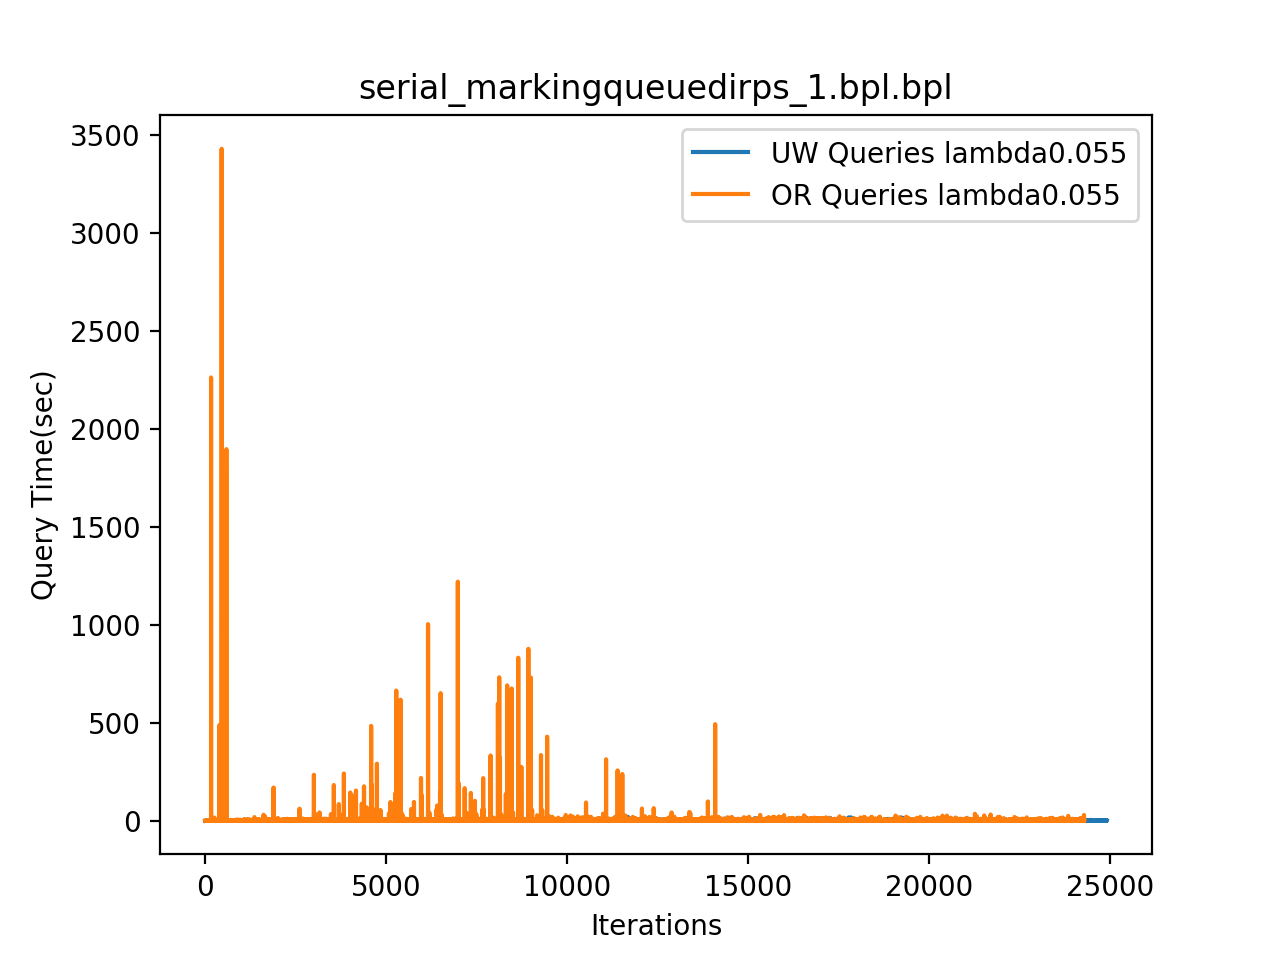 serial_markingqueuedirps_1.bpl.bpl
UW Queries lambda0.055
OR Queries lambda0.055
Query Time(sec)
3500
3000
2500
2000
1500
1000
500
0
0 5000 10000 15000 20000 25000
Iterations